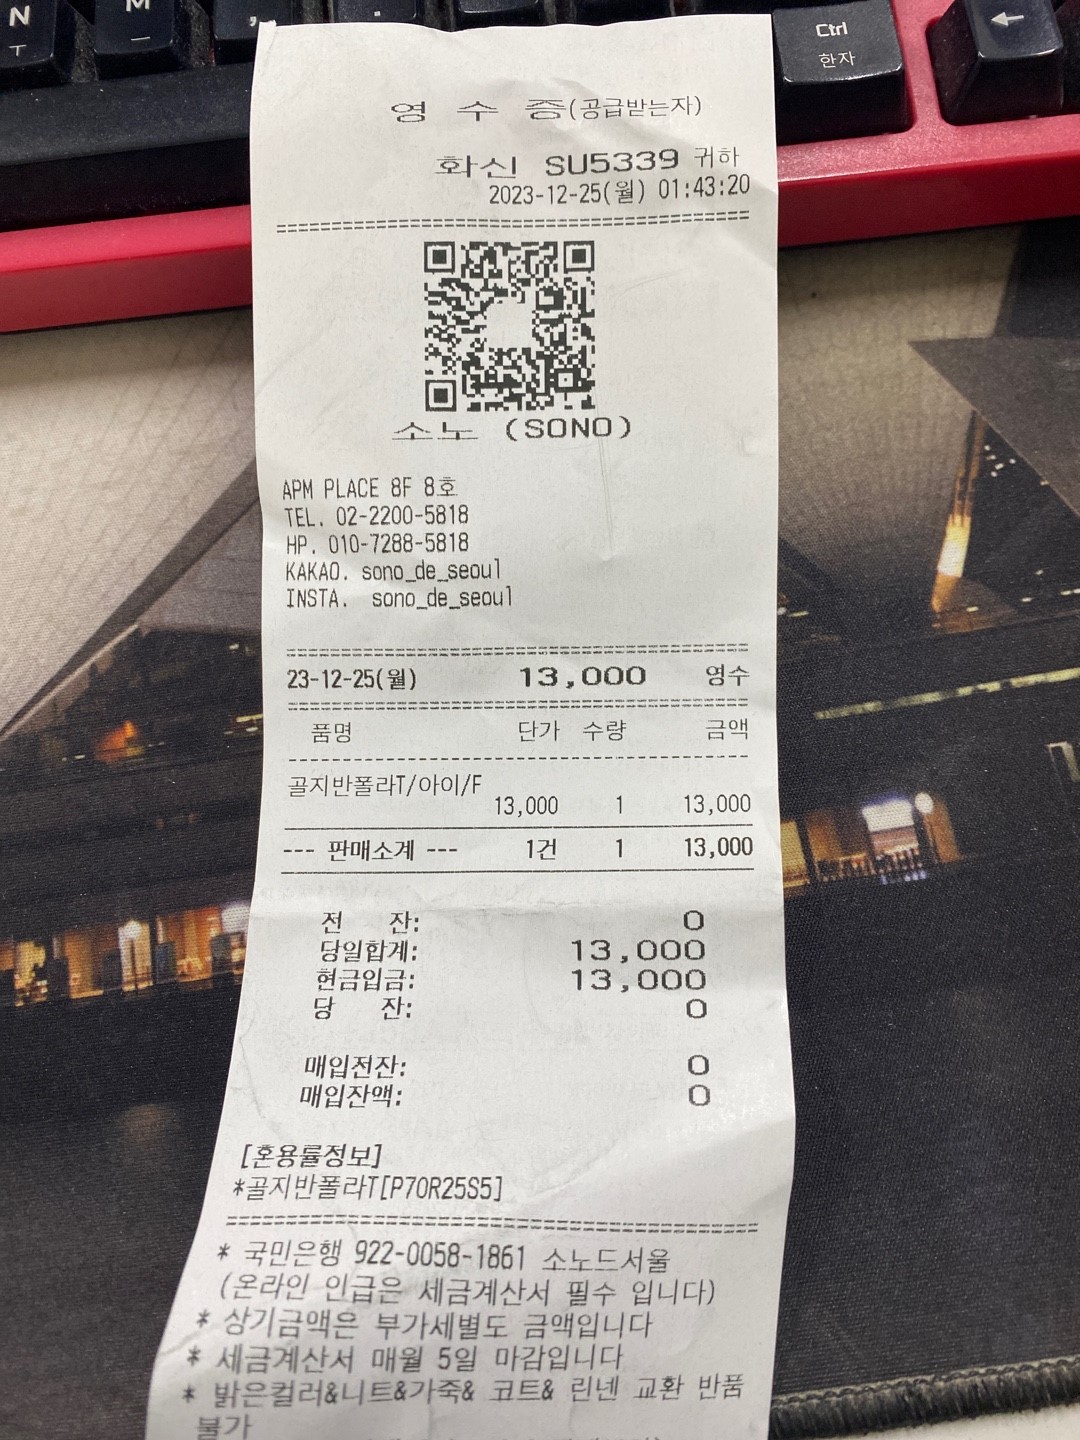 N
ㅜ
M
ㅡ
Ctrl
한자
←
영 수 증(공급받는자)
화신 SU5339 귀하
2023-12-25(월) 01:43:20
소노 (SONO)
APM PLACE 8F 8호
TEL. 02-2200-5818
HP. 010-7288-5818
KAKAO. sono_de_seoul
INSTA. sono_de_seoul
23-12-25(월) 13,000 영수
품명 단가 수량 금액
골지반폴라T/아이/F
13,000 1 13,000
--- 판매소계 --- 1건 1 13,000
전 잔: 0
당일합계: 13,000
현금입금: 13,000
당 잔: 0
매입전잔: 0
매입잔액: 0
[혼용률정보]
*골지반폴라T[P70R25S5]
* 국민은행 922-0058-1861 소노드서울
(온라인 인급은 세금계산서 필수 입니다)
* 상기금액은 부가세별도 금액입니다
* 세금계산서 매월 5일 마감입니다
* 밝은컬러&니트&가죽& 코트& 린넨 교환 반품
불가